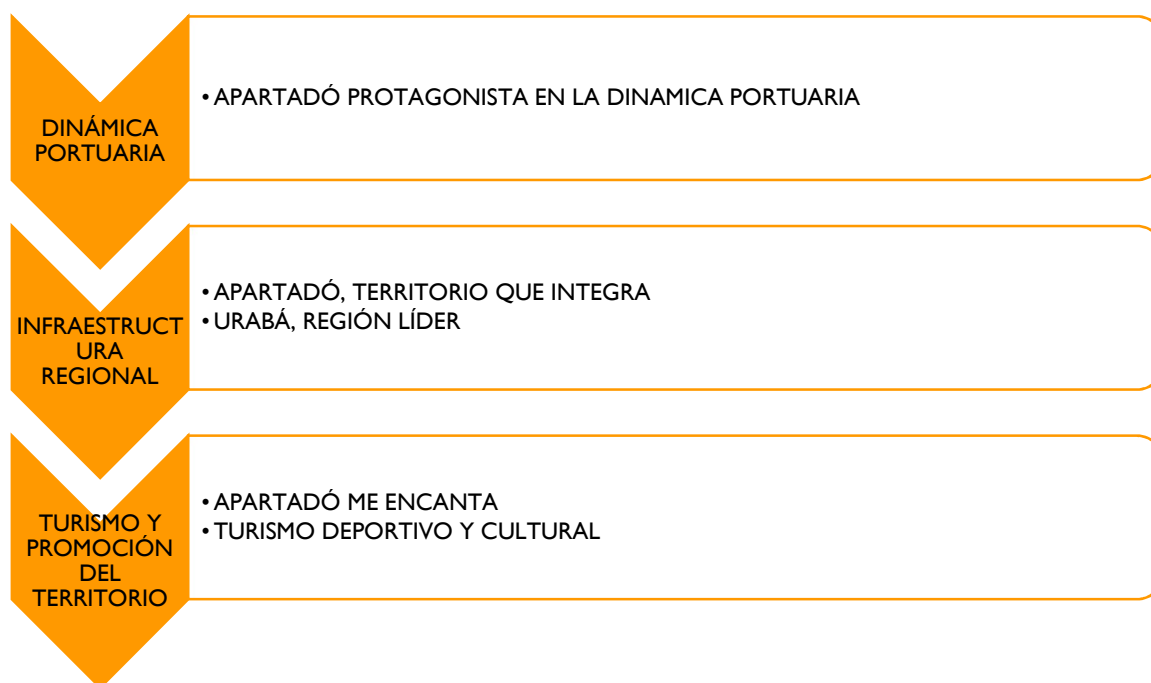 DINÁMICA
PORTUARIA
• APARTADÓ PROTAGONISTA EN LA DINAMICA PORTUARIA
INFRAESTRUCT
URA
REGIONAL
• APARTADÓ, TERRITORIO QUE INTEGRA
• URABÁ, REGIÓN LÍDER
TURISMO Y
PROMOCIÓN
DEL
TERRITORIO
• APARTADÓ ME ENCANTA
• TURISMO DEPORTIVO Y CULTURAL